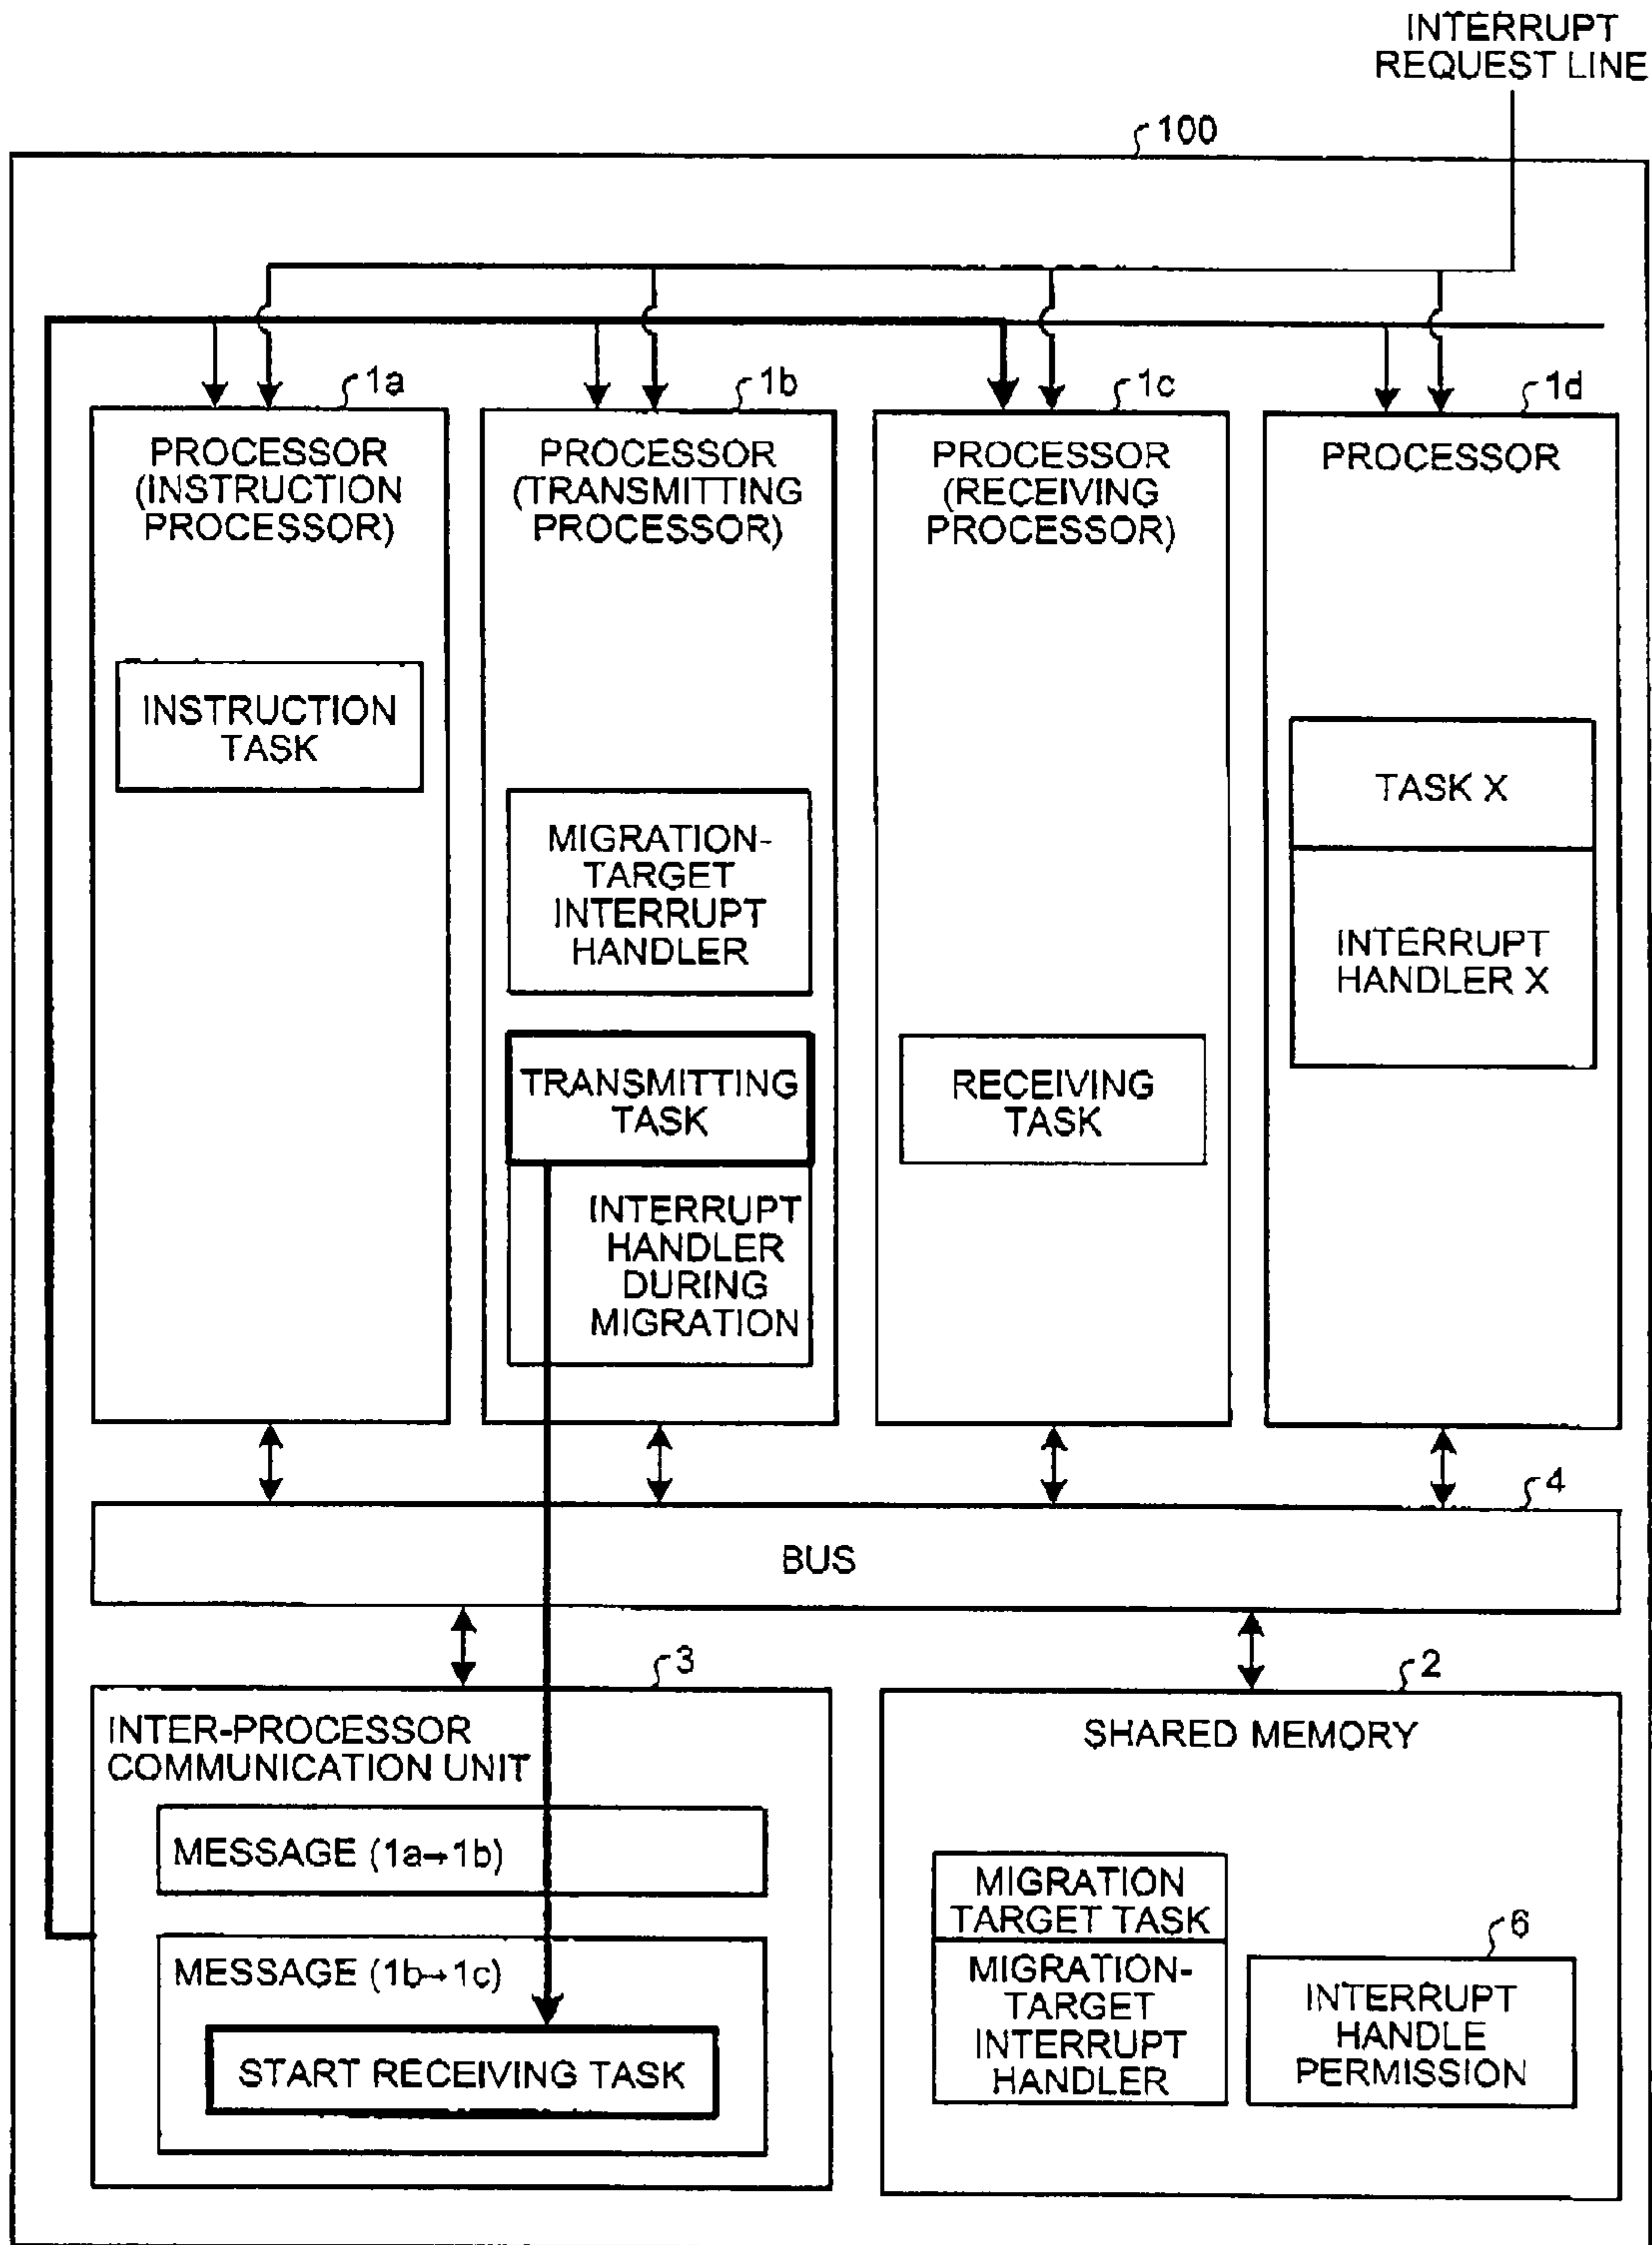 INTERRUPT
REQUEST LINE
100
1a
1b
1c
1d
PROCESSOR
(INSTRUCTION
PROCESSOR)
INSTRUCTION
TASK
PROCESSOR
(TRANSMITTING
PROCESSOR)
MIGRATION-
TARGET
INTERRUPT
HANDLER
TRANSMITTING
TASK
INTERRUPT
HANDLER
DURING
MIGRATION
PROCESSOR
(RECEIVING
PROCESSOR)
RECEIVING
TASK
PROCESSOR
TASK X
INTERRUPT
HANDLER X
4
BUS
3
INTER-PROCESSOR
COMMUNICATION UNIT
MESSAGE (1a→1b)
MESSAGE (1b→1c)
START RECEIVING TASK
2
SHARED MEMORY
MIGRATION
TARGET TASK
MIGRATION-
TARGET
INTERRUPT
HANDLER
6
INTERRUPT
HANDLE
PERMISSION